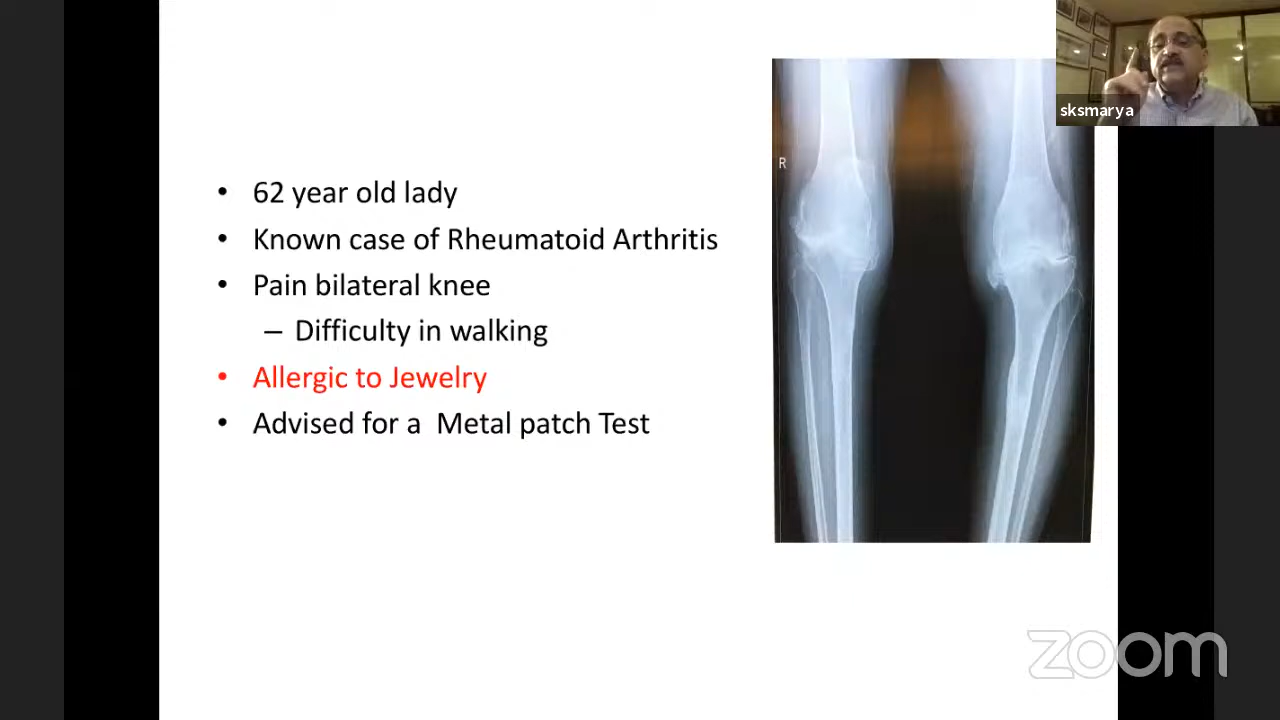 sksmarya
R
• 62 year old lady
• Known case of Rheumatoid Arthritis
• Pain bilateral knee
– Difficulty in walking
• Allergic to Jewelry
• Advised for a Metal patch Test
zoom